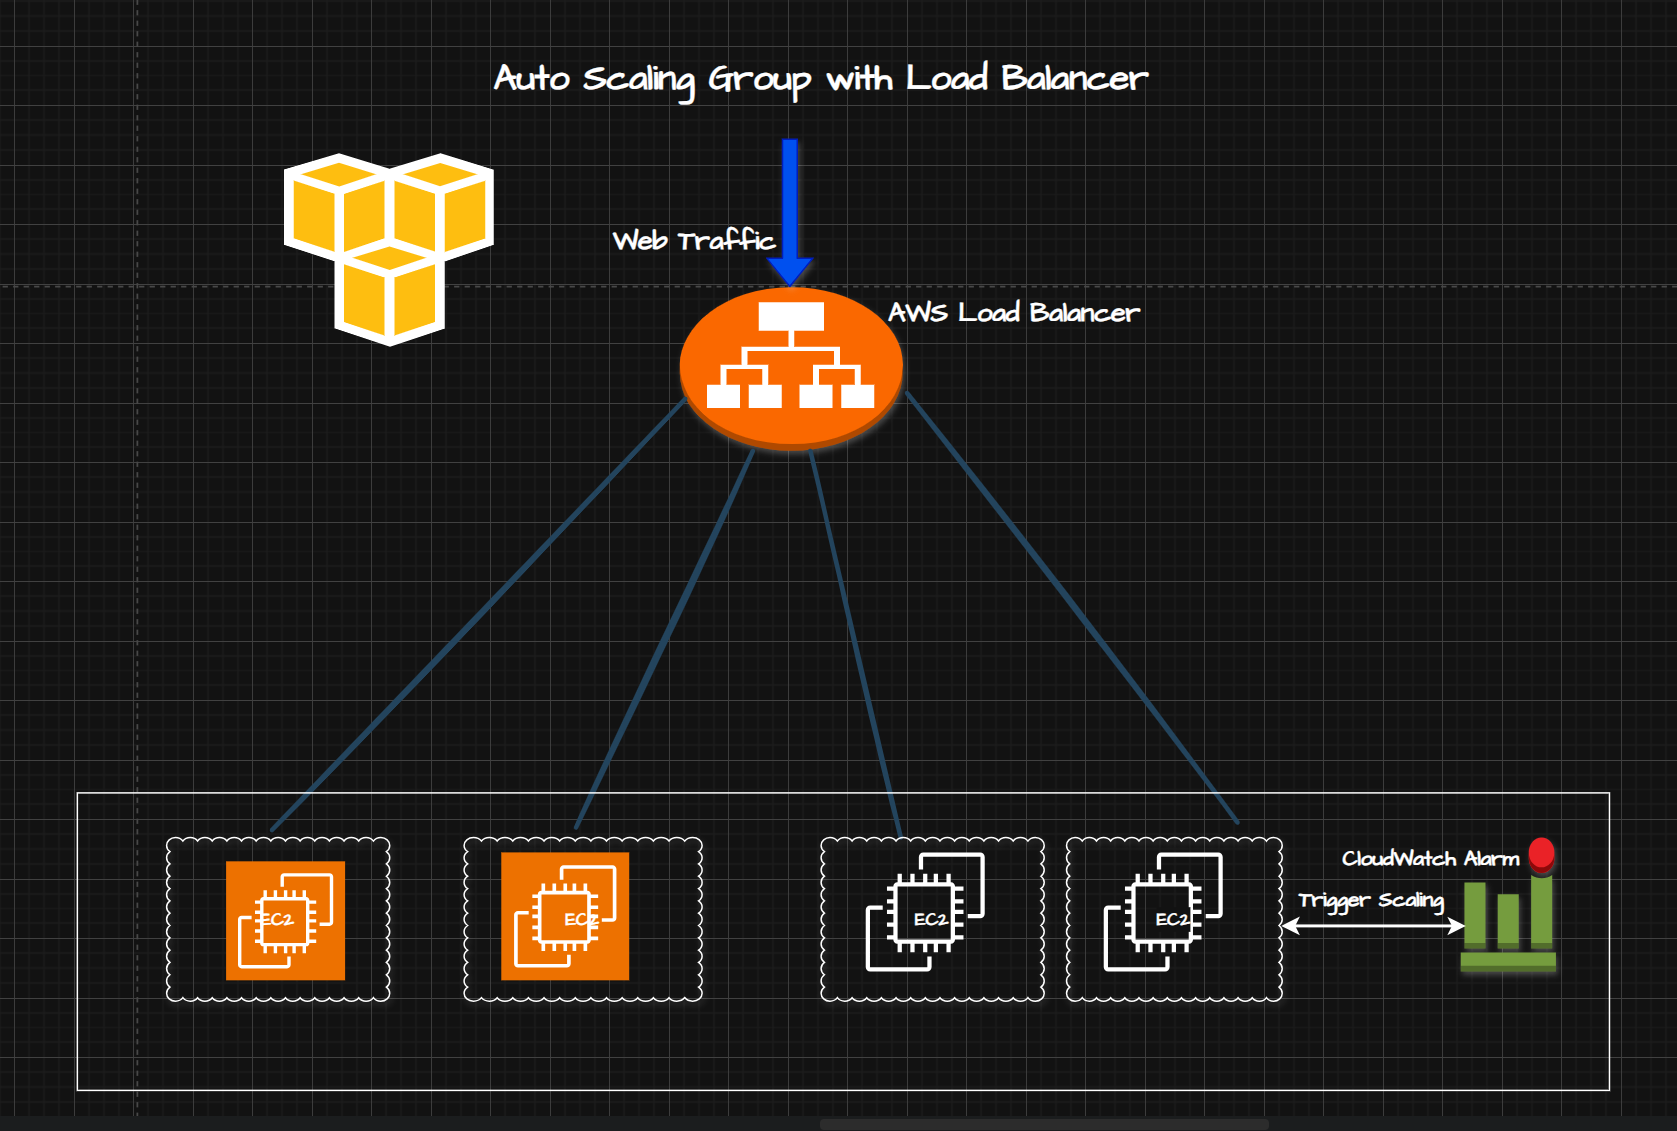 Auto Scaling Group with Load Balancer
Web Traffic
AWS Load Balancer
CloudWatch Alarm
Trigger Scaling
EC2
EC2
EC2
EC2